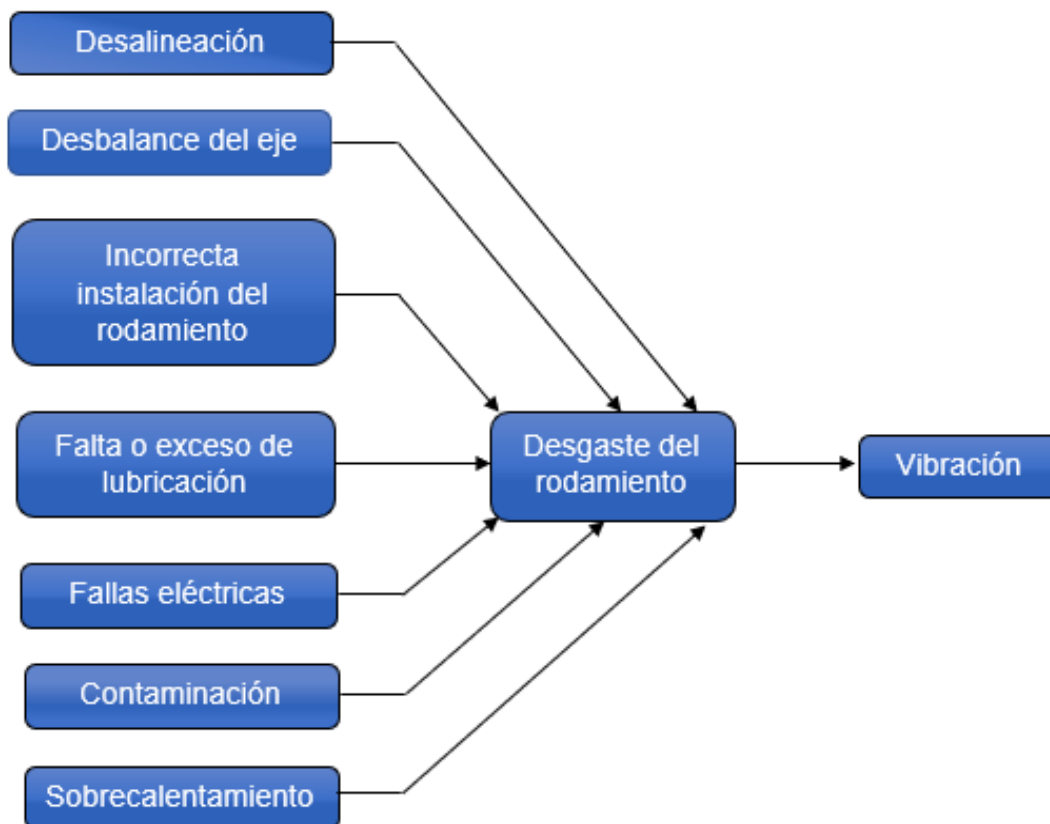 Desalineación
Desbalance del eje
Incorrecta
instalación del
rodamiento
Falta o exceso de
lubricación
Fallas eléctricas
Contaminación
Sobrecalentamiento
Desgaste del
rodamiento
Vibración